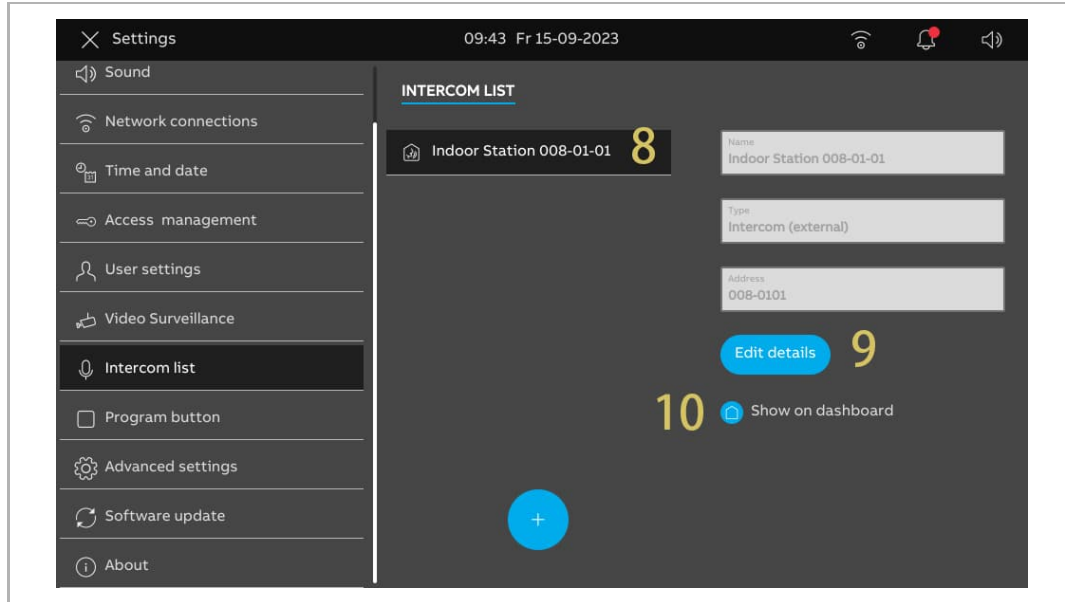 Settings
09:43 Fr 15-09-2023
Sound
Network connections
Time and date
Access management
User settings
Video Surveillance
Intercom list
Program button
Advanced settings
Software update
About
INTERCOM LIST
Indoor Station 008-01-01
8
Name
Indoor Station 008-01-01
Type
Intercom (external)
Address
008-0101
Edit details
9
10
Show on dashboard
+